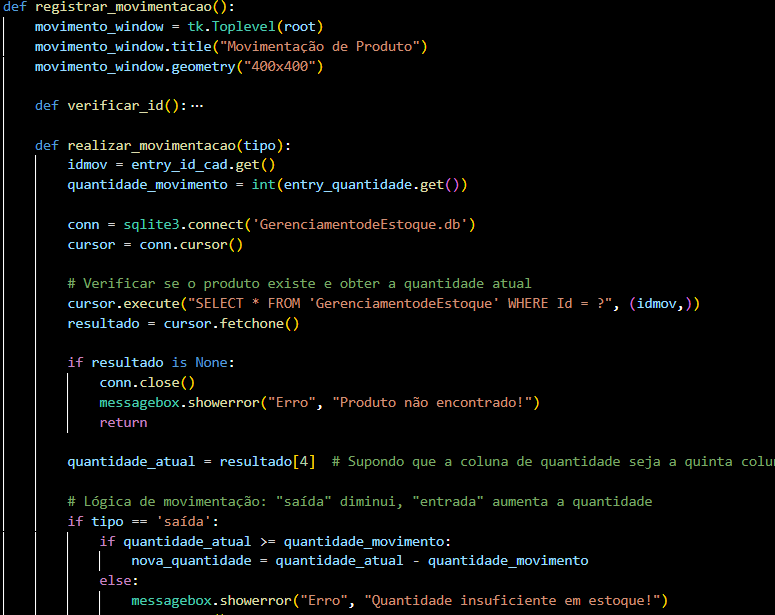 def registrar_movimentacao():
    movimento_window = tk.Toplevel(root)
    movimento_window.title("Movimentação de Produto")
    movimento_window.geometry("400x400")

    def verificar_id():···

    def realizar_movimentacao(tipo):
        idmov = entry_id_cad.get()
        quantidade_movimento = int(entry_quantidade.get())

        conn = sqlite3.connect('GerenciamentodeEstoque.db')
        cursor = conn.cursor()

        # Verificar se o produto existe e obter a quantidade atual
        cursor.execute("SELECT * FROM 'GerenciamentodeEstoque' WHERE Id = ?", (idmov,))
        resultado = cursor.fetchone()

        if resultado is None:
            conn.close()
            messagebox.showerror("Erro", "Produto não encontrado!")
            return

        quantidade_atual = resultado[4]  # Supondo que a coluna de quantidade seja a quinta colu

        # Lógica de movimentação: "saída" diminui, "entrada" aumenta a quantidade
        if tipo == 'saída':
            if quantidade_atual >= quantidade_movimento:
                nova_quantidade = quantidade_atual - quantidade_movimento
            else:
                messagebox.showerror("Erro", "Quantidade insuficiente em estoque!")